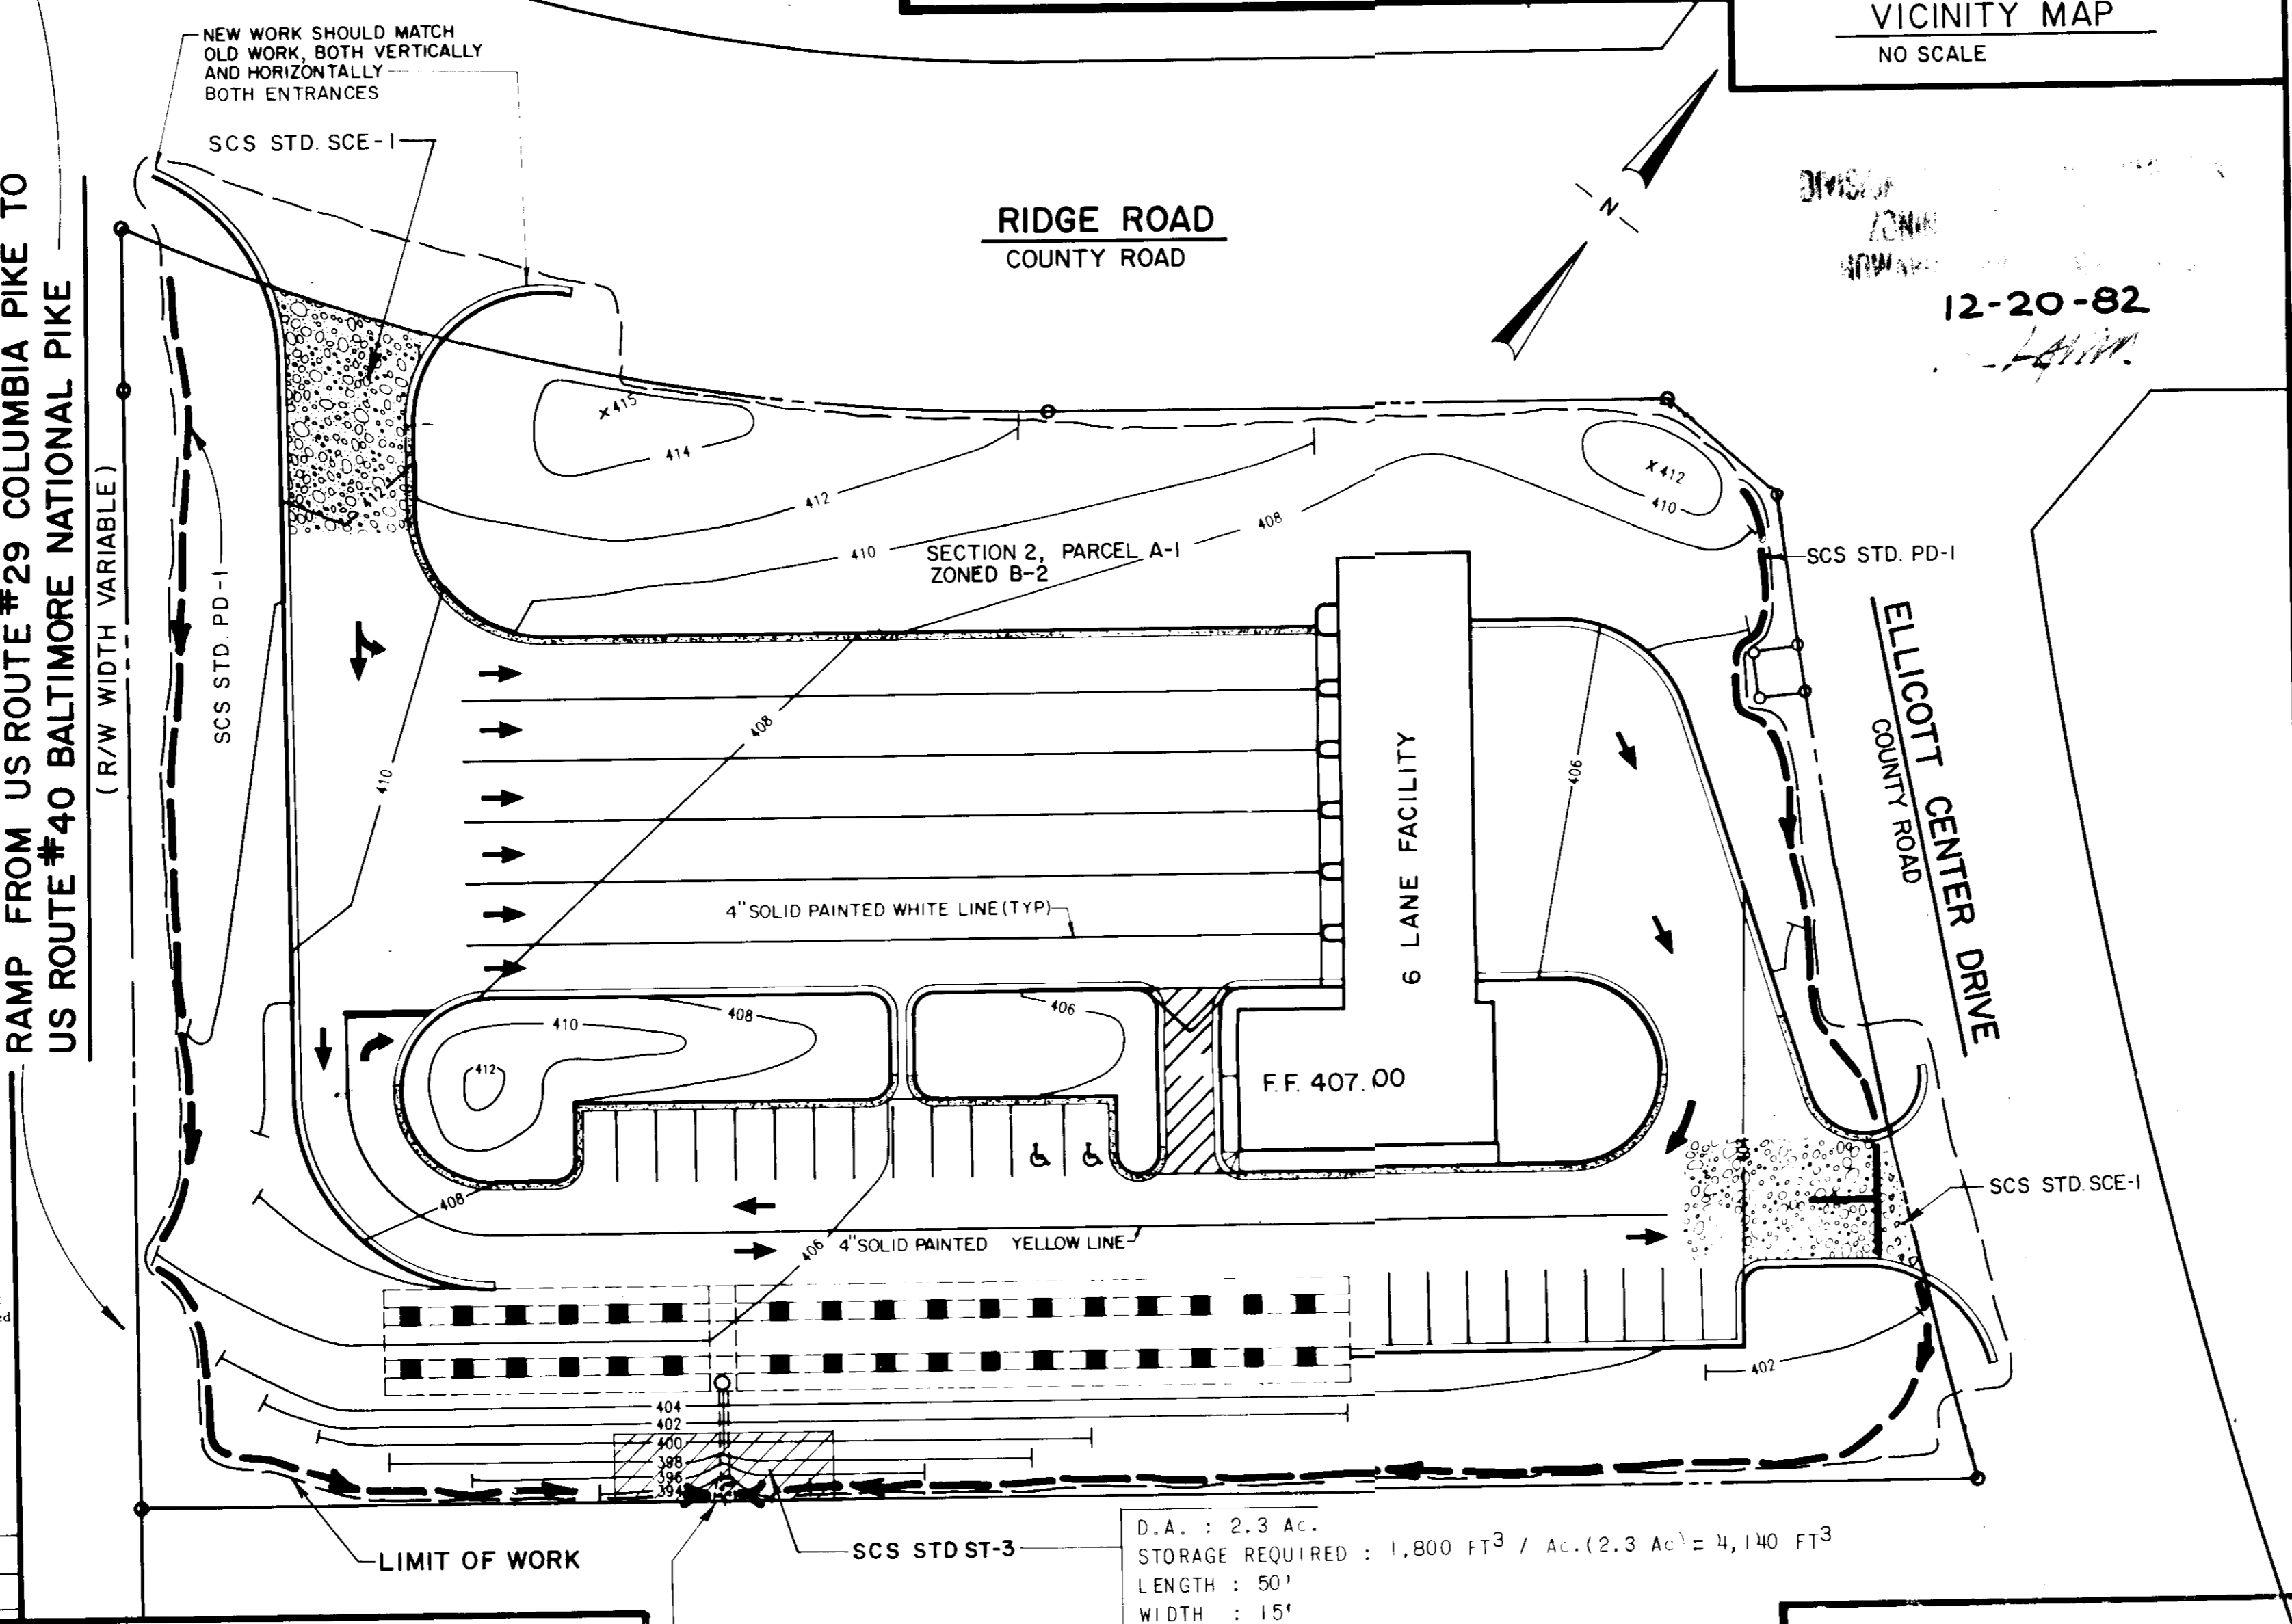 VICINITY MAP
NO SCALE
NEW WORK SHOULD MATCH
OLD WORK, BOTH VERTICALLY
AND HORIZONTALLY
BOTH ENTRANCES
SCS STD. SCE-1
RIDGE ROAD
COUNTY ROAD
N
12-20-82
RAMP FROM US ROUTE #29 COLUMBIA PIKE TO
US ROUTE #40 BALTIMORE NATIONAL PIKE
(R/W WIDTH VARIABLE)
SCS STD. PD-1
X 415
414
412
412
410
408
X 412
410
SECTION 2, PARCEL A-1
ZONED B-2
SCS STD. PD-1
ELLICOTT CENTER DRIVE
COUNTY ROAD
408
410
406
6 LANE FACILITY
4" SOLID PAINTED WHITE LINE (TYP)
410
408
406
412
F.F. 407.00
404
408
406
4" SOLID PAINTED YELLOW LINE
SCS STD. SCE-1
402
404
402
400
398
396
394
LIMIT OF WORK
SCS STD ST-3
D.A. : 2.3 Ac.
STORAGE REQUIRED : 1,800 FT³ / Ac.(2.3 Ac) = 4,140 FT³
LENGTH : 50'
WIDTH : 15'